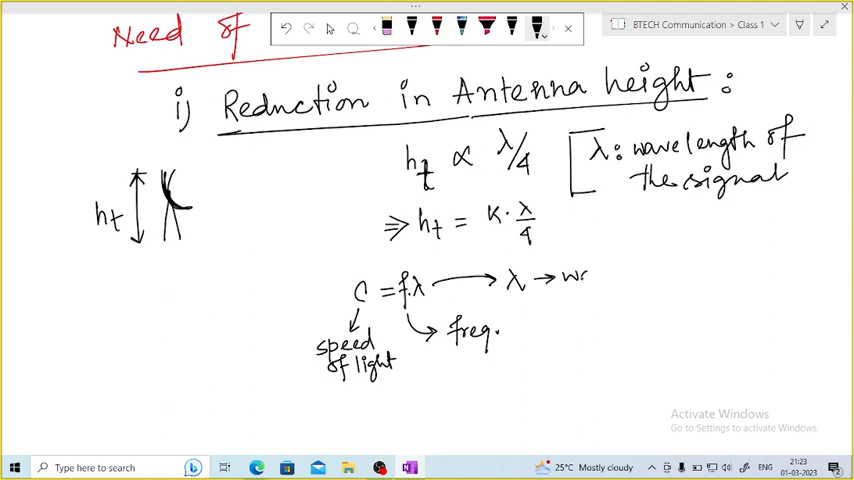 Need of
BTECH Communication > Class 1
i) Reduction in Antenna height :
ht ∝ λ/4
λ: wavelength of
the signal
ht
⇒ ht = K · λ/4
C = f.λ → λ → wa
speed
of light
freq.
Activate Windows
Go to Settings to activate Windows.
Type here to search
25°C Mostly cloudy
ENG
21:23
01-03-2023
2